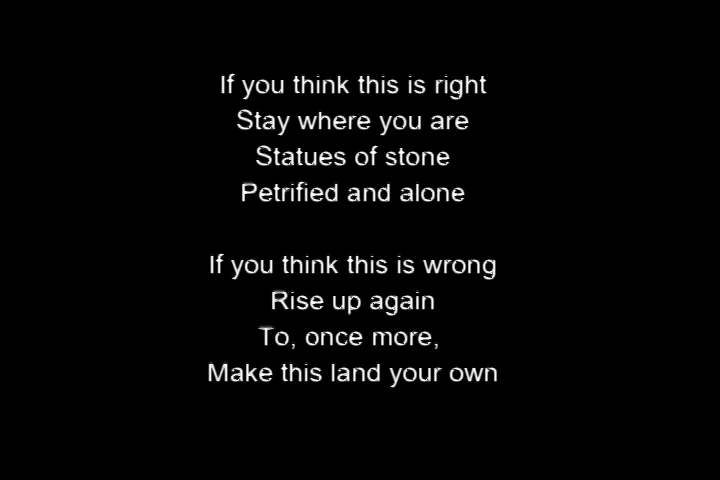 If you think this is right
Stay where you are
Statues of stone
Petrified and alone
If you think this is wrong
Rise up again
To, once more,
Make this land your own